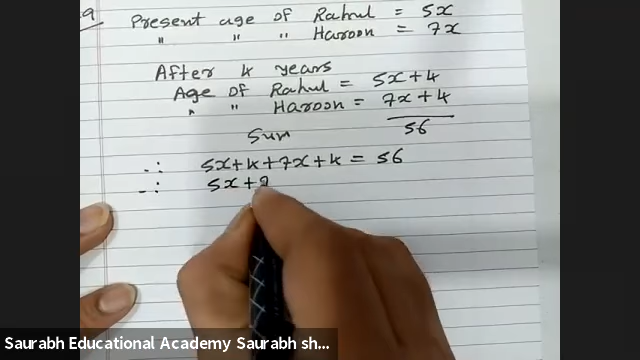 Present age of Rahul = 5x
" " " Haroon = 7x
After 4 years
Age of Rahul = 5x+4
" " Haroon = 7x+4
Sum 56
∴ 5x+4+7x+4 = 56
∴ 5x+7
Saurabh Educational Academy Saurabh sh...